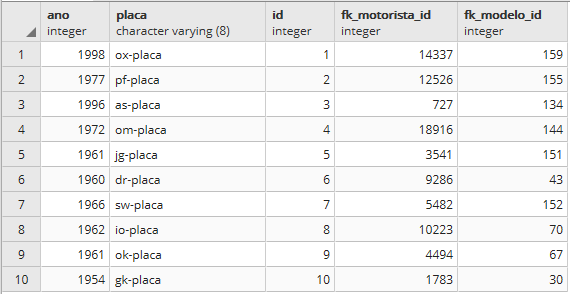 ano placa id fk_motorista_id fk_modelo_id
integer character varying (8) integer integer integer
1 1998 ox-placa 1 14337 159
2 1977 pf-placa 2 12526 155
3 1996 as-placa 3 727 134
4 1972 om-placa 4 18916 144
5 1961 jg-placa 5 3541 151
6 1960 dr-placa 6 9286 43
7 1966 sw-placa 7 5482 152
8 1962 io-placa 8 10223 70
9 1961 ok-placa 9 4494 67
10 1954 gk-placa 10 1783 30